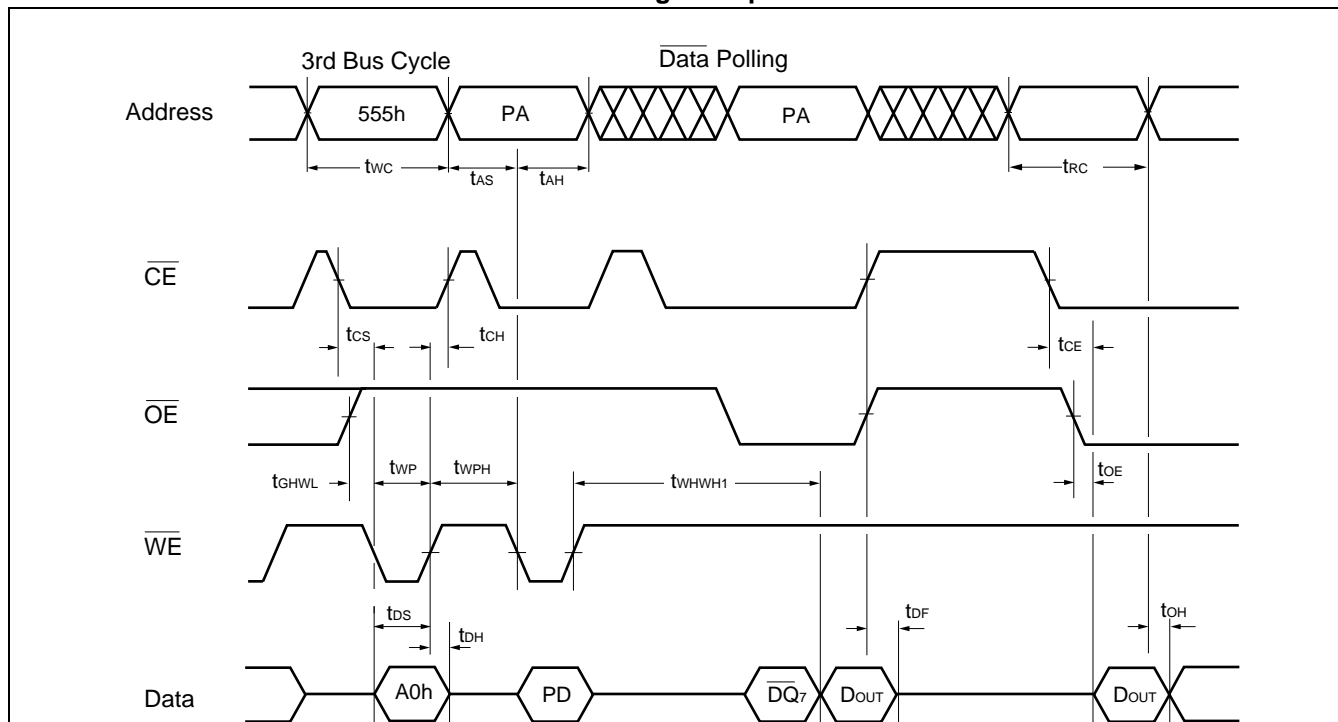 3rd Bus Cycle
Data Polling
Address
555h
PA
PA
tWC
tAS
tAH
tRC
CE
tCS
tCH
tCE
OE
tGHWL
tWP
tWPH
tWHWH1
tOE
WE
tDS
tDH
tDF
tOH
Data
A0h
PD
DQ7
DOUT
DOUT